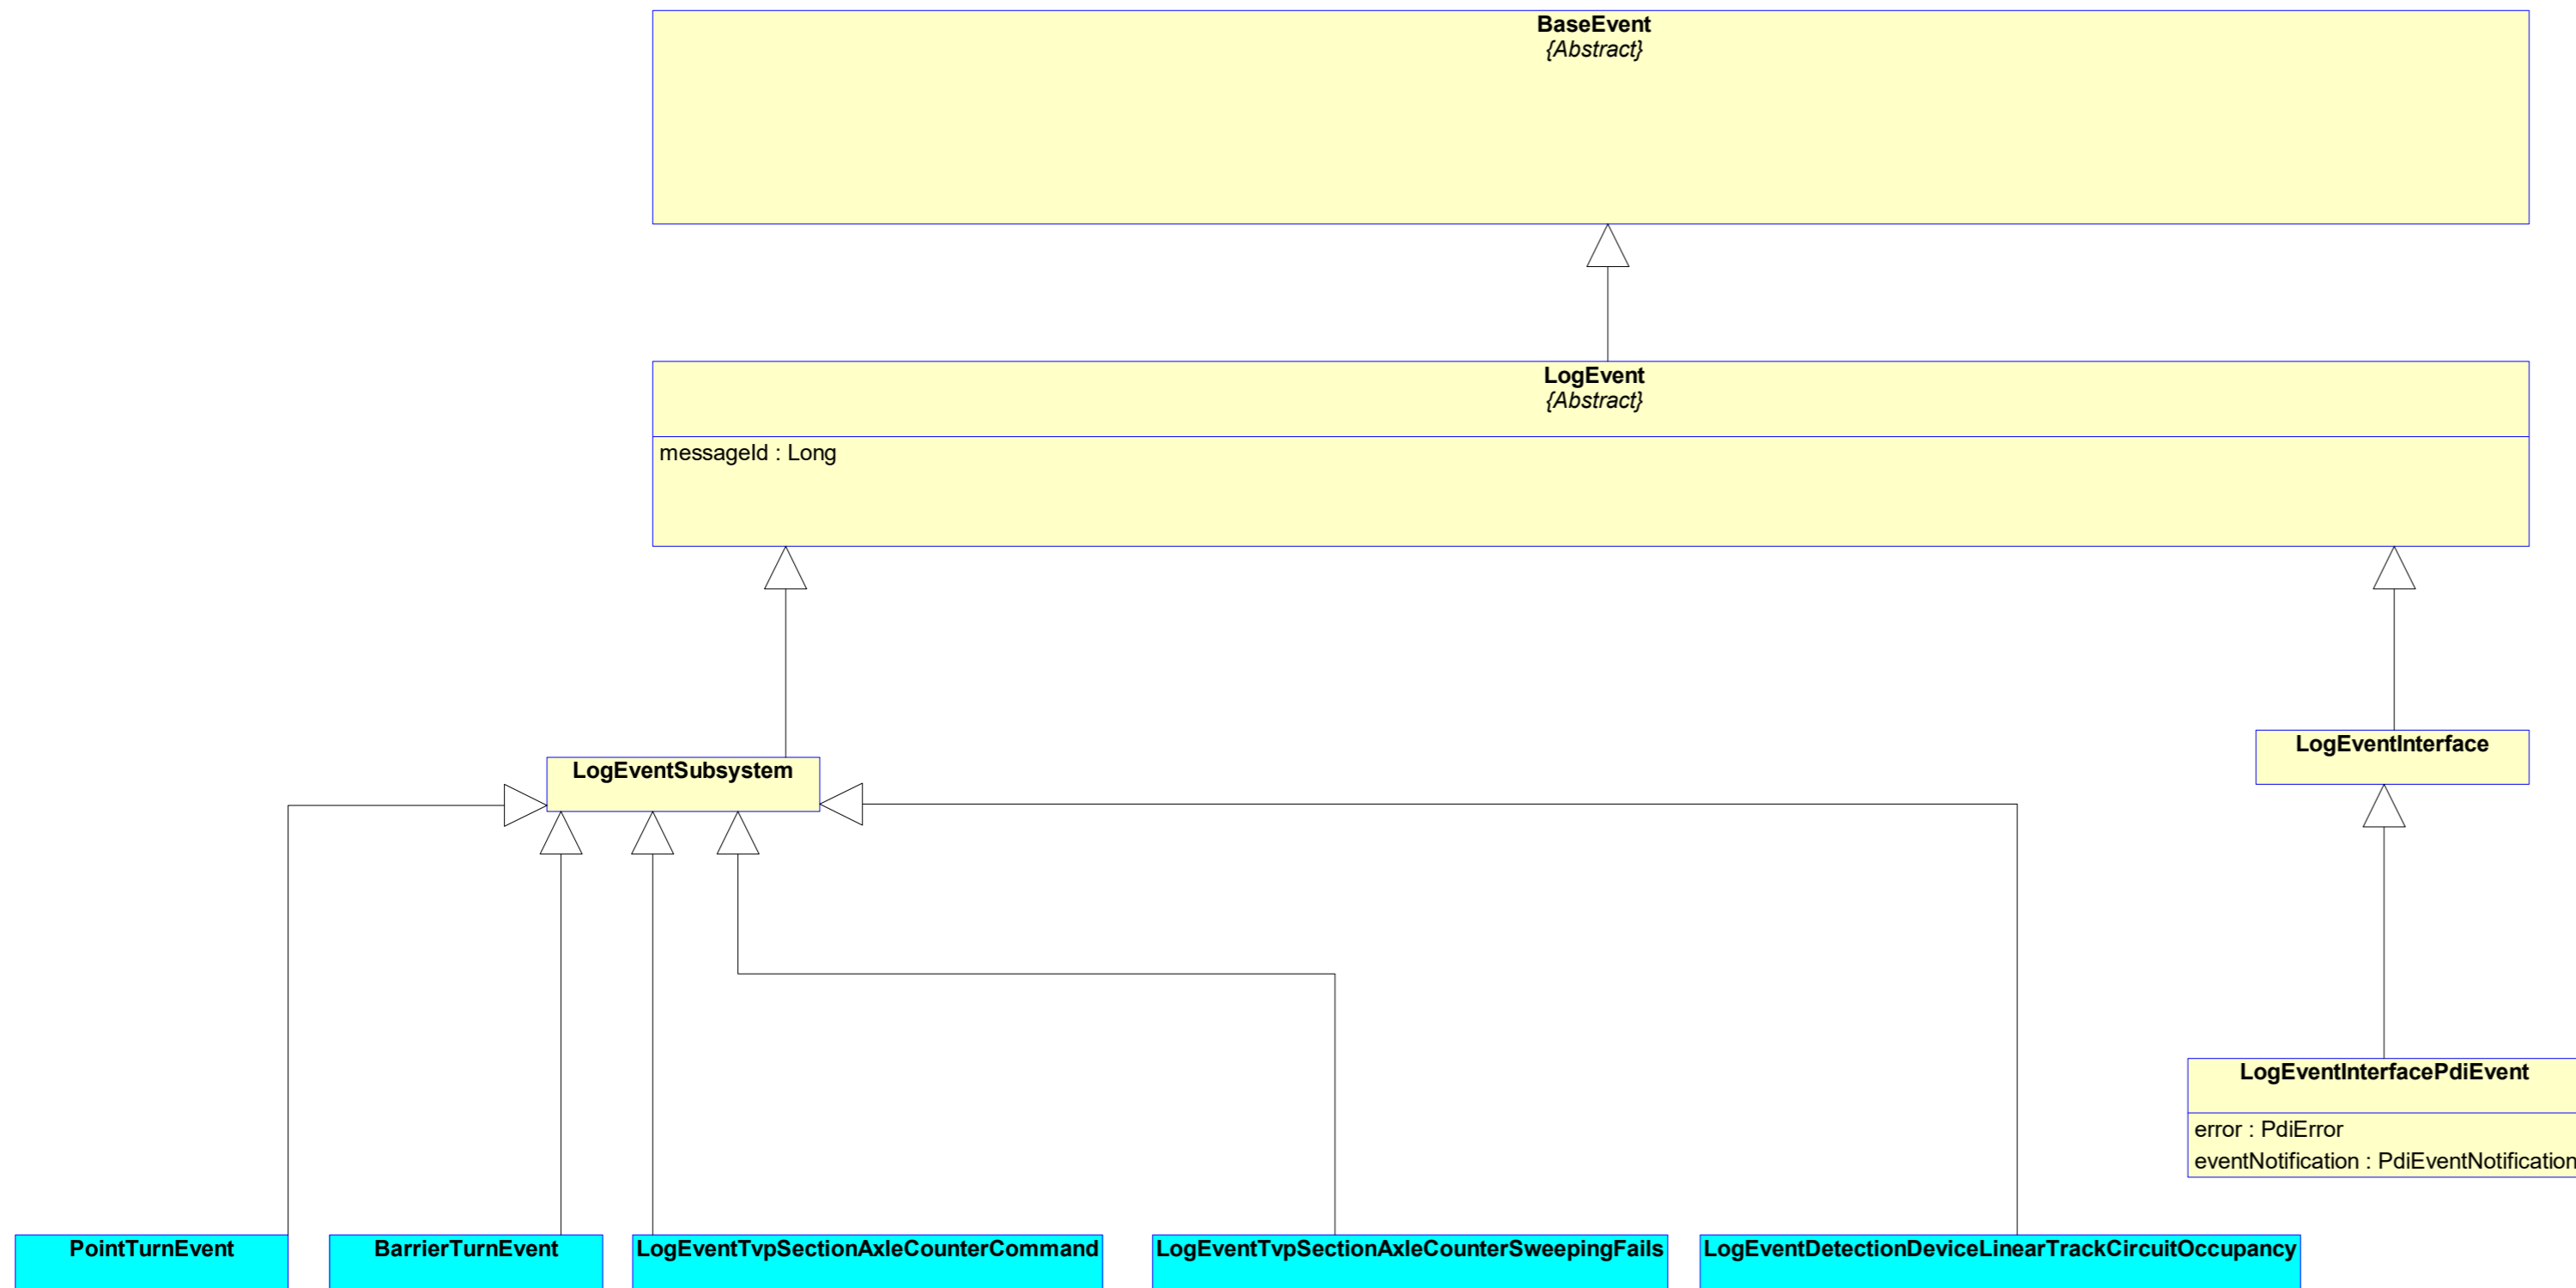 BaseEvent
{Abstract}
LogEvent
{Abstract}
messageId : Long
LogEventSubsystem
LogEventInterface
LogEventInterfacePdiEvent
error : PdiError
eventNotification : PdiEventNotification
PointTurnEvent
BarrierTurnEvent
LogEventTvpSectionAxleCounterCommand
LogEventTvpSectionAxleCounterSweepingFails
LogEventDetectionDeviceLinearTrackCircuitOccupancy